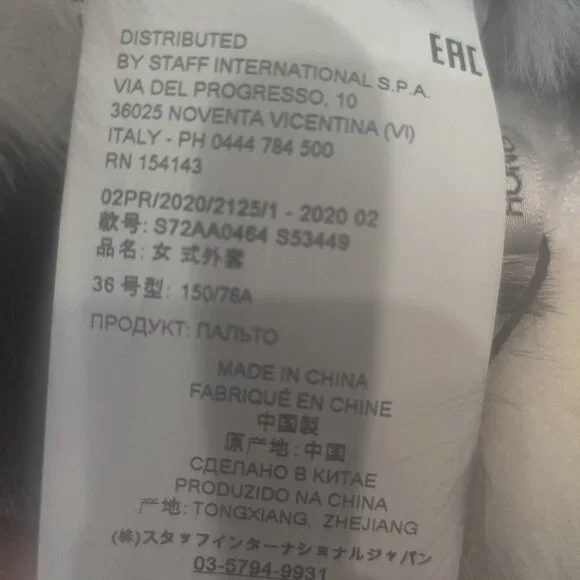 DISTRIBUTED
BY STAFF INTERNATIONAL S.P.A.
VIA DEL PROGRESSO, 10
36025 NOVENTA VICENTINA (VI)
ITALY - PH 0444 784 500
RN 154143
EAC
02PR/2020/2125/1 - 2020 02
款号: S72AA0464 S53449
品名: 女 式外套
36 号型: 150/76A
ПРОДУКТ: ПАЛЬТО
MADE IN CHINA
FABRIQUÉ EN CHINE
中国製
原产地: 中国
СДЕЛАНО В КИТАЕ
PRODUZIDO NA CHINA
产地: TONGXIANG, ZHEJIANG
(株)スタッフインターナショナルジャパン
03-5794-9931